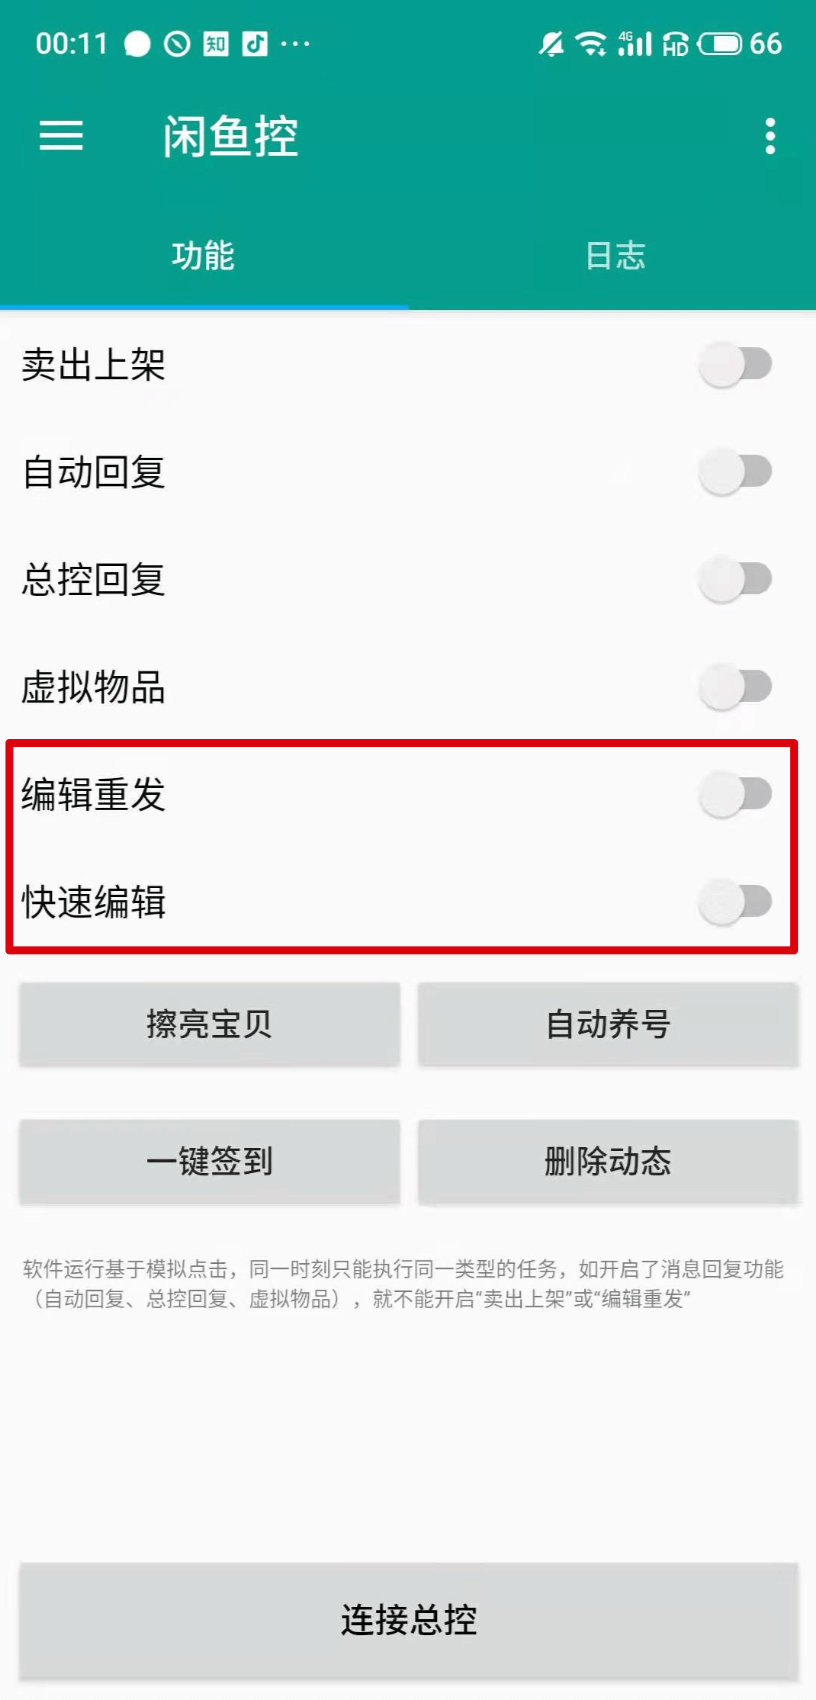 00:11 知 ··· 4G HD 66
闲鱼控
功能 日志
卖出上架
自动回复
总控回复
虚拟物品
编辑重发
快速编辑
擦亮宝贝 自动养号
一键签到 删除动态
软件运行基于模拟点击，同一时刻只能执行同一类型的任务，如开启了消息回复功能
（自动回复、总控回复、虚拟物品），就不能开启“卖出上架”或“编辑重发”
连接总控